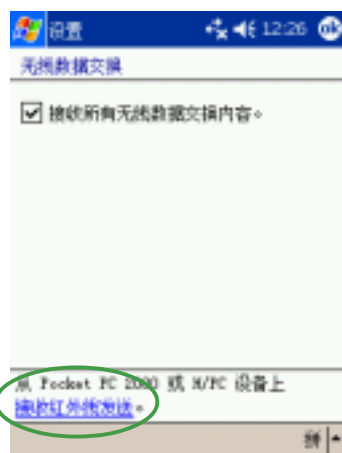 设置 12:26 ok
无线数据交换
接收所有无线数据交换内容。
从 Pocket PC 2000 或 H/PC 设备上
接收红外线发送。
拼